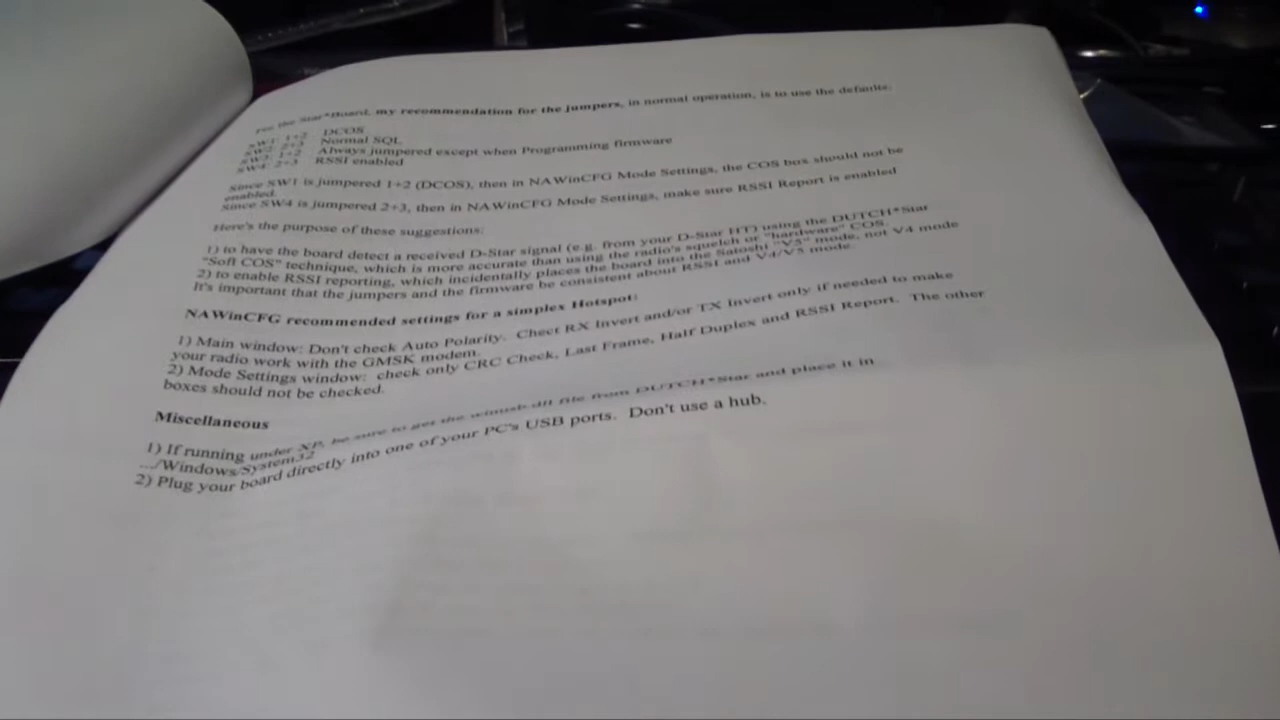 For the Star*Board, my recommendation for the jumpers, in normal operation, is to use the defaults:
SW1: 1+2 DCOS
SW2: 2+3 Normal SQL
SW3: 1+2 Always jumpered except when Programming firmware
SW4: 2+3 RSSI enabled
Since SW1 is jumpered 1+2 (DCOS), then in NAWinCFG Mode Settings, the COS box should not be
enabled.
Since SW4 is jumpered 2+3, then in NAWinCFG Mode Settings, make sure RSSI Report is enabled
Here's the purpose of these suggestions:
1) to have the board detect a received D-Star signal (e.g. from your D-Star HT) using the DUTCH*Star
"Soft COS" technique, which is more accurate than using the radio's squelch or "hardware" COS.
2) to enable RSSI reporting, which incidentally places the board into the Satoshi "V5" mode, not V4 mode
It's important that the jumpers and the firmware be consistent about RSSI and V4/V5 mode.
NAWinCFG recommended settings for a simplex Hotspot:
1) Main window: Don't check Auto Polarity. Chect RX Invert and/or TX Invert only if needed to make
your radio work with the GMSK modem.
2) Mode Settings window: check only CRC Check, Last Frame, Half Duplex and RSSI Report. The other
boxes should not be checked.
Miscellaneous
1) If running under XP, be sure to get the winusb.dll file from DUTCH*Star and place it in
.../Windows/System32
2) Plug your board directly into one of your PC's USB ports. Don't use a hub.